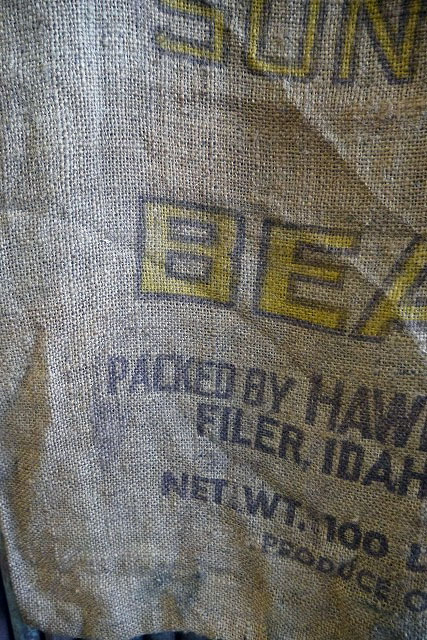 SUN
BEA
PACKED BY HAW
FILER, IDAH
NET. WT. 100 L
PRODUCE O